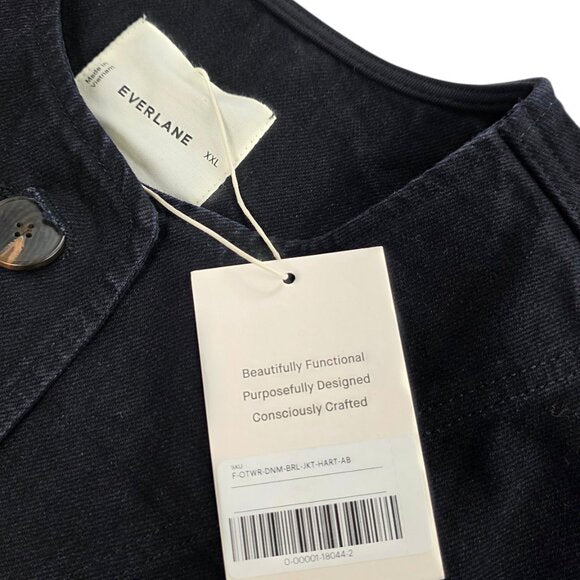 Made in
Vietnam
EVERLANE
XXL
Beautifully Functional
Purposefully Designed
Consciously Crafted
SKU
F-OTWR-DNM-BRL-JKT-HART-AB
0-00001-18044-2